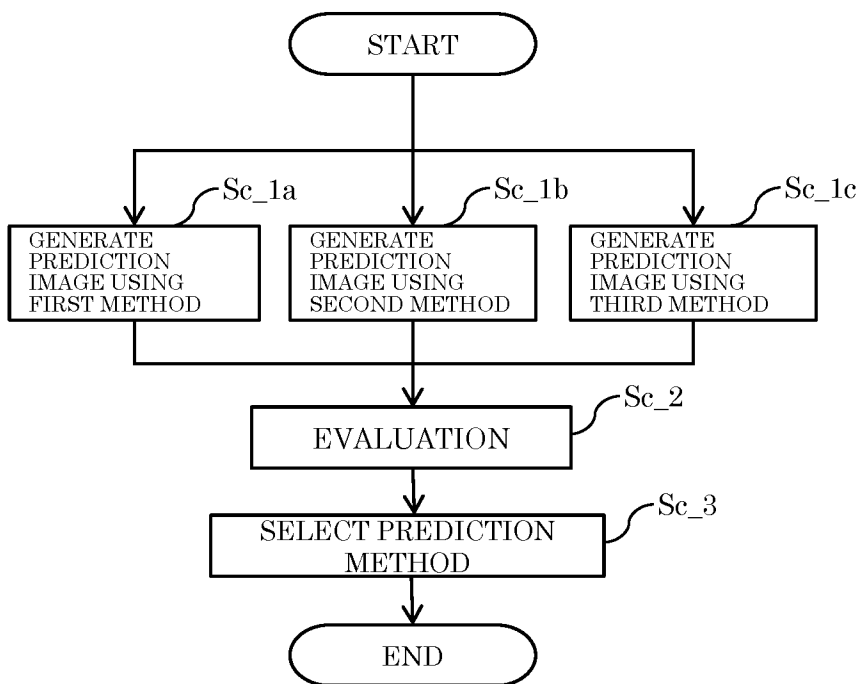 START
Sc_1a
Sc_1b
Sc_1c
GENERATE
PREDICTION
IMAGE USING
FIRST METHOD
GENERATE
PREDICTION
IMAGE USING
SECOND METHOD
GENERATE
PREDICTION
IMAGE USING
THIRD METHOD
Sc_2
EVALUATION
Sc_3
SELECT PREDICTION
METHOD
END